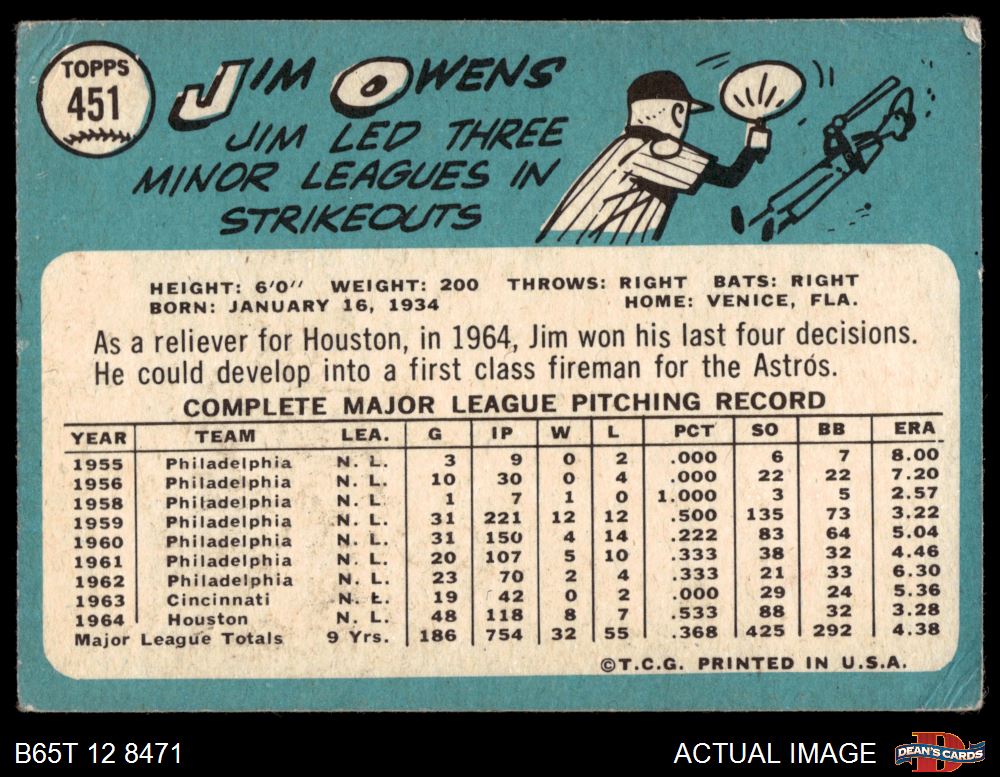 TOPPS
451
JIM OWENS
JIM LED THREE
MINOR LEAGUES IN
STRIKEOUTS
HEIGHT: 6'0" WEIGHT: 200 THROWS: RIGHT BATS: RIGHT
BORN: JANUARY 16, 1934 HOME: VENICE, FLA.
As a reliever for Houston, in 1964, Jim won his last four decisions.
He could develop into a first class fireman for the Astros.
COMPLETE MAJOR LEAGUE PITCHING RECORD
YEAR TEAM LEA. G IP W L PCT SO BB ERA
1955 Philadelphia N. L. 3 9 0 2 .000 6 7 8.00
1956 Philadelphia N. L. 10 30 0 4 .000 22 22 7.20
1958 Philadelphia N. L. 1 7 1 0 1.000 3 5 2.57
1959 Philadelphia N. L. 31 221 12 12 .500 135 73 3.22
1960 Philadelphia N. L. 31 150 4 14 .222 83 64 5.04
1961 Philadelphia N. L. 20 107 5 10 .333 38 32 4.46
1962 Philadelphia N. L. 23 70 2 4 .333 21 33 6.30
1963 Cincinnati N. L. 19 42 0 2 .000 29 24 5.36
1964 Houston N. L. 48 118 8 7 .533 88 32 3.28
Major League Totals 9 Yrs. 186 754 32 55 .368 425 292 4.38
©T.C.G. PRINTED IN U.S.A.
B65T 12 8471
ACTUAL IMAGE
DEAN'S CARDS